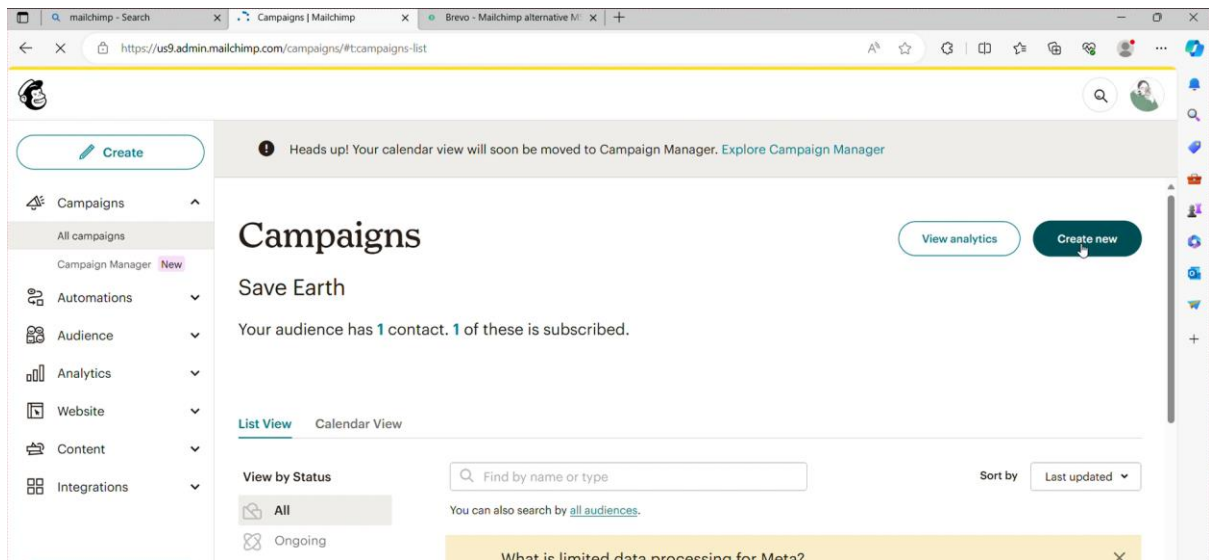 mailchimp - Search
Campaigns | Mailchimp
Brevo - Mailchimp alternative M
https://us9.admin.mailchimp.com/campaigns/#t:campaigns-list
Create
Heads up! Your calendar view will soon be moved to Campaign Manager. Explore Campaign Manager
Campaigns
All campaigns
Campaign Manager New
Automations
Audience
Analytics
Website
Content
Integrations
Campaigns
View analytics
Create new
Save Earth
Your audience has 1 contact. 1 of these is subscribed.
List View Calendar View
View by Status
Find by name or type
Sort by Last updated
All
You can also search by all audiences.
Ongoing
What is limited data processing for Meta?